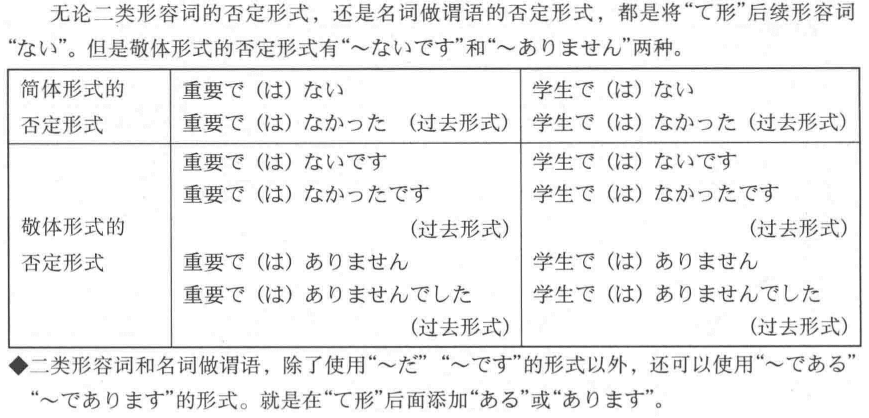 无论二类形容词的否定形式，还是名词做谓语的否定形式，都是将“て形”后续形容词
“ない”。但是敬体形式的否定形式有“～ないです”和“～ありません”两种。
简体形式的
否定形式
重要で（は）ない
重要で（は）なかった （过去形式）
学生で（は）ない
学生で（は）なかった（过去形式）
敬体形式的
否定形式
重要で（は）ないです
重要で（は）なかったです
（过去形式）
重要で（は）ありません
重要で（は）ありませんでした
（过去形式）
学生で（は）ないです
学生で（は）なかったです
（过去形式）
学生で（は）ありません
学生で（は）ありませんでした
（过去形式）
◆二类形容词和名词做谓语，除了使用“～だ” “～です”的形式以外，还可以使用“～である”
“～であります”的形式。就是在“て形”后面添加“ある”或“あります”。